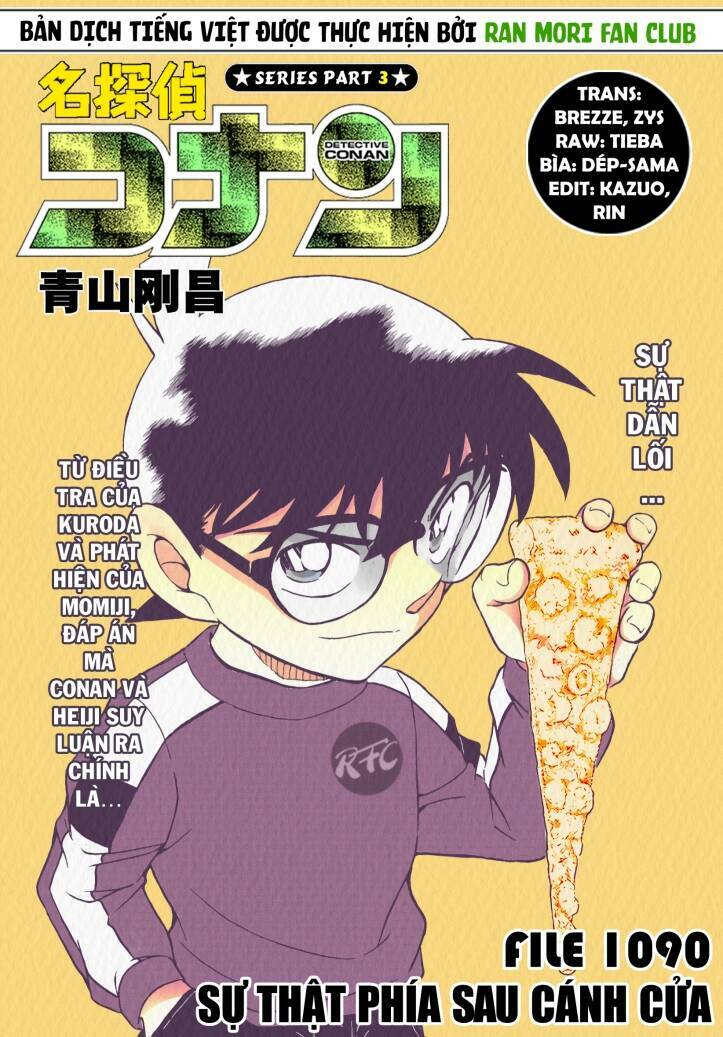 BẢN DỊCH TIẾNG VIỆT ĐƯỢC THỰC HIỆN BỞI RAN MORI FAN CLUB
★ SERIES PART 3 ★
名探偵
コナン
DETECTIVE
CONAN
青山剛昌
TRANS:
BREZZE, ZYS
RAW: TIEBA
BÌA: DÉP-SAMA
EDIT: KAZUO,
RIN
SỰ
THẬT
DẪN
LỐI
...
TỪ ĐIỀU
TRA CỦA
KURODA
VÀ PHÁT
HIỆN CỦA
MOMIJI,
ĐÁP ÁN
MÀ
CONAN VÀ
HEIJI SUY
LUẬN RA
CHÍNH
LÀ...
RFC
FILE 1090
SỰ THẬT PHÍA SAU CÁNH CỬA